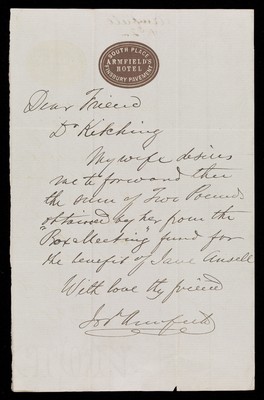 SOUTH PLACE
ARMFIELD'S
HOTEL
FINSBURY PAVEMENT
Dear Friend
Dr Kitching
My wife desires
me to forward thee
the sum of Two Pounds
obtained by her from the
"Box Meeting" fund for
the benefit of Jane Ansell
With love thy friend
Jos Armfield